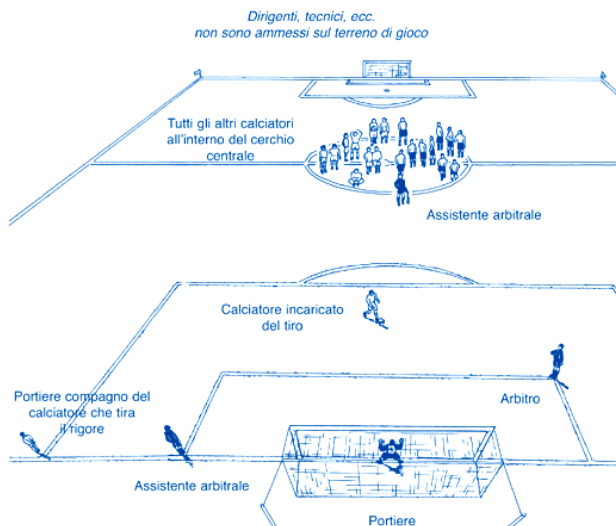 Dirigenti, tecnici, ecc.
non sono ammessi sul terreno di gioco
Tutti gli altri calciatori
all'interno del cerchio
centrale
Assistente arbitrale
Calciatore incaricato
del tiro
Portiere compagno del
calciatore che tira
il rigore
Arbitro
Assistente arbitrale
Portiere